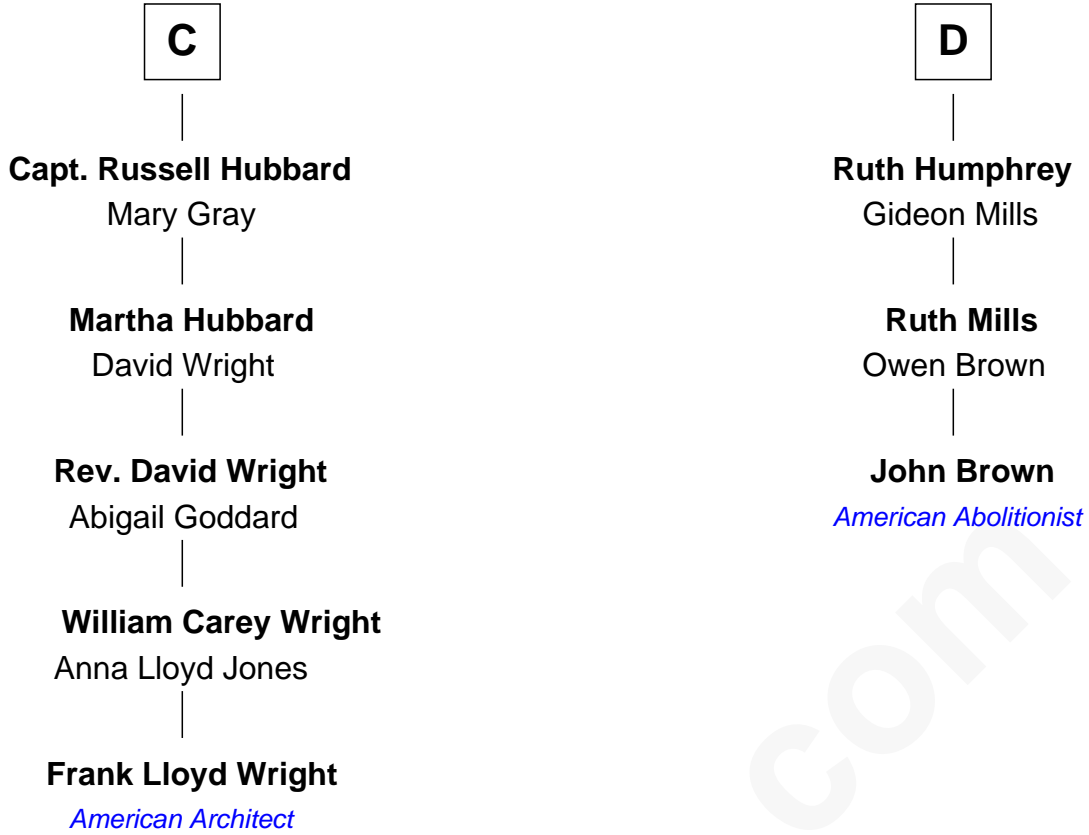 C
Capt. Russell Hubbard
Mary Gray
Martha Hubbard
David Wright
Rev. David Wright
Abigail Goddard
William Carey Wright
Anna Lloyd Jones
Frank Lloyd Wright
American Architect
D
Ruth Humphrey
Gideon Mills
Ruth Mills
Owen Brown
John Brown
American Abolitionist
com